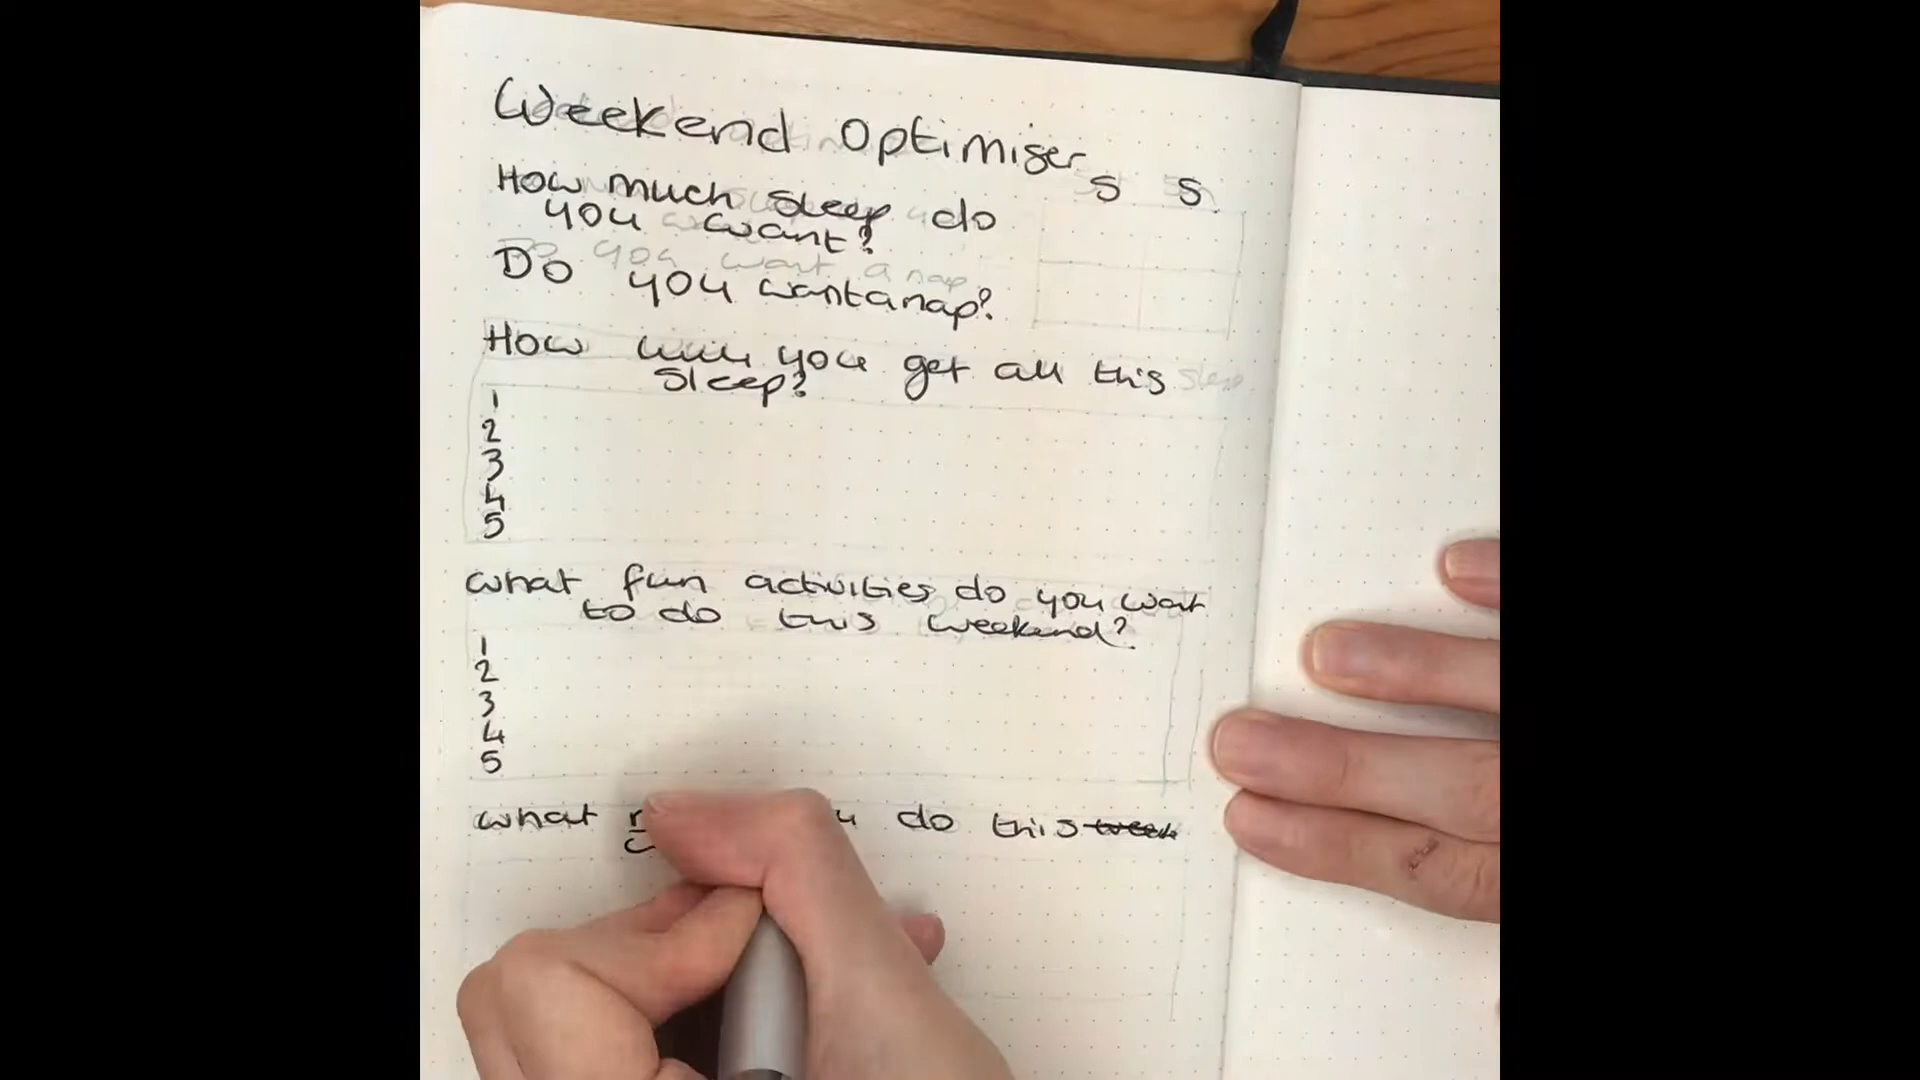 Weekend Optimiser
S S
How much sleep do
you want?
Do you want a nap?
How will you get all this
sleep?
1
2
3
4
5
what fun activities do you want
to do this weekend?
1
2
3
4
5
what do this